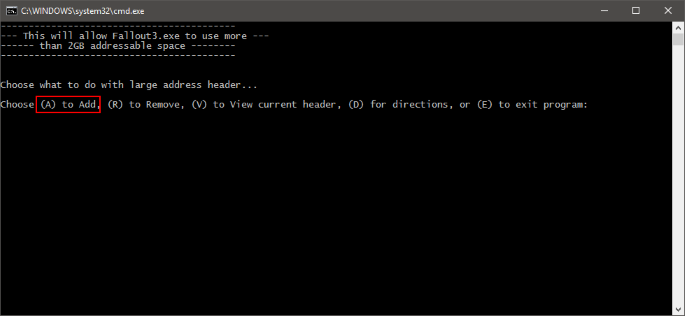 C:\WINDOWS\system32\cmd.exe
----------------------------------------
--- This will allow Fallout3.exe to use more ---
------ than 2GB addressable space --------
----------------------------------------
Choose what to do with large address header...
Choose (A) to Add, (R) to Remove, (V) to View current header, (D) for directions, or (E) to exit program: